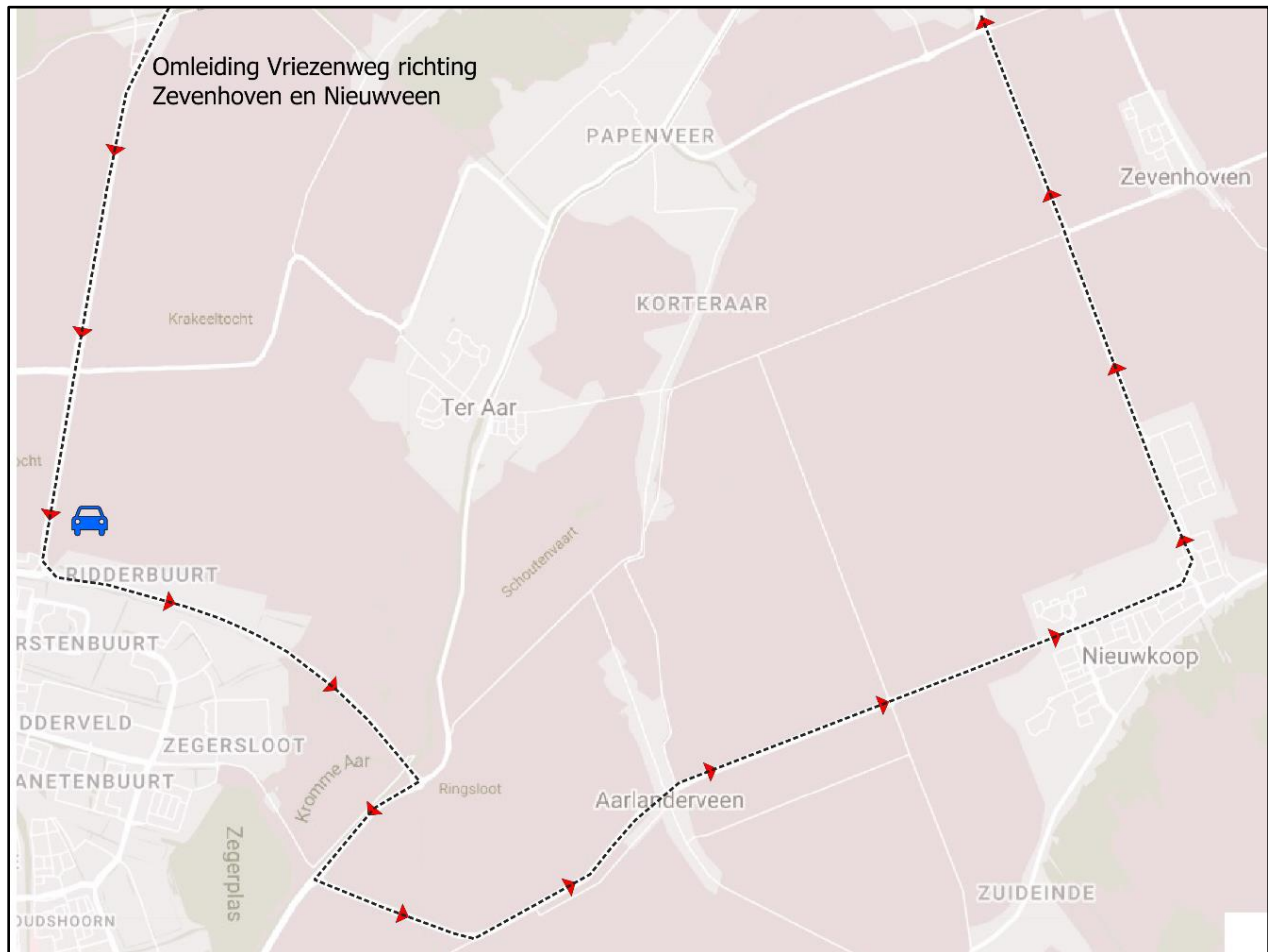 Omleiding Vriezenweg richting
Zevenhoven en Nieuwveen
PAPENVEER
Zevenhoven
KORTERAAR
Krakeeltocht
Ter Aar
ocht
Schoutenvaart
RIDDERBUURT
RSTENBUURT
Nieuwkoop
DDERVELD
ZEGERSLOOT
Kromme Aar
ANETENBUURT
Ringsloot
Aarlanderveen
Zegerplas
ZUIDEINDE
OUDSHOORN